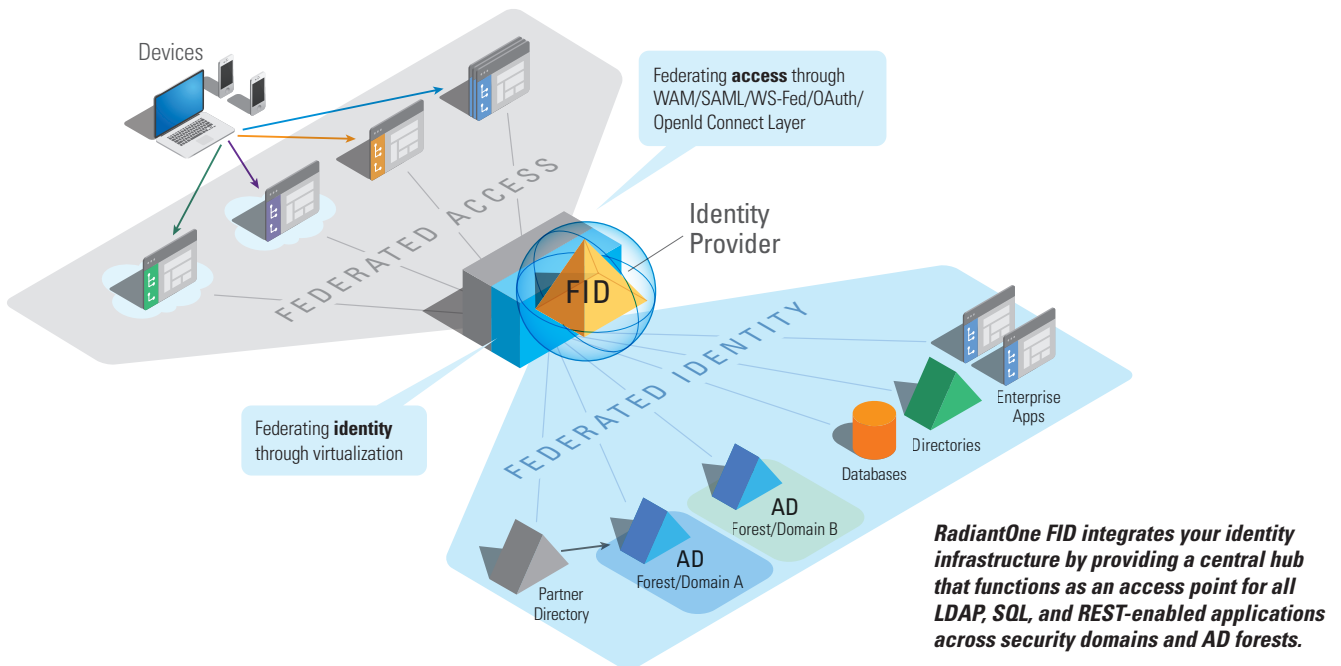 Devices
Federating access through
WAM/SAML/WS-Fed/OAuth/
OpenId Connect Layer
FEDERATED ACCESS
Identity
Provider
FID
Federating identity
through virtualization
FEDERATED IDENTITY
Enterprise
Apps
Directories
Databases
AD
Forest/Domain B
AD
Forest/Domain A
Partner
Directory
RadiantOne FID integrates your identity
infrastructure by providing a central hub
that functions as an access point for all
LDAP, SQL, and REST-enabled applications
across security domains and AD forests.